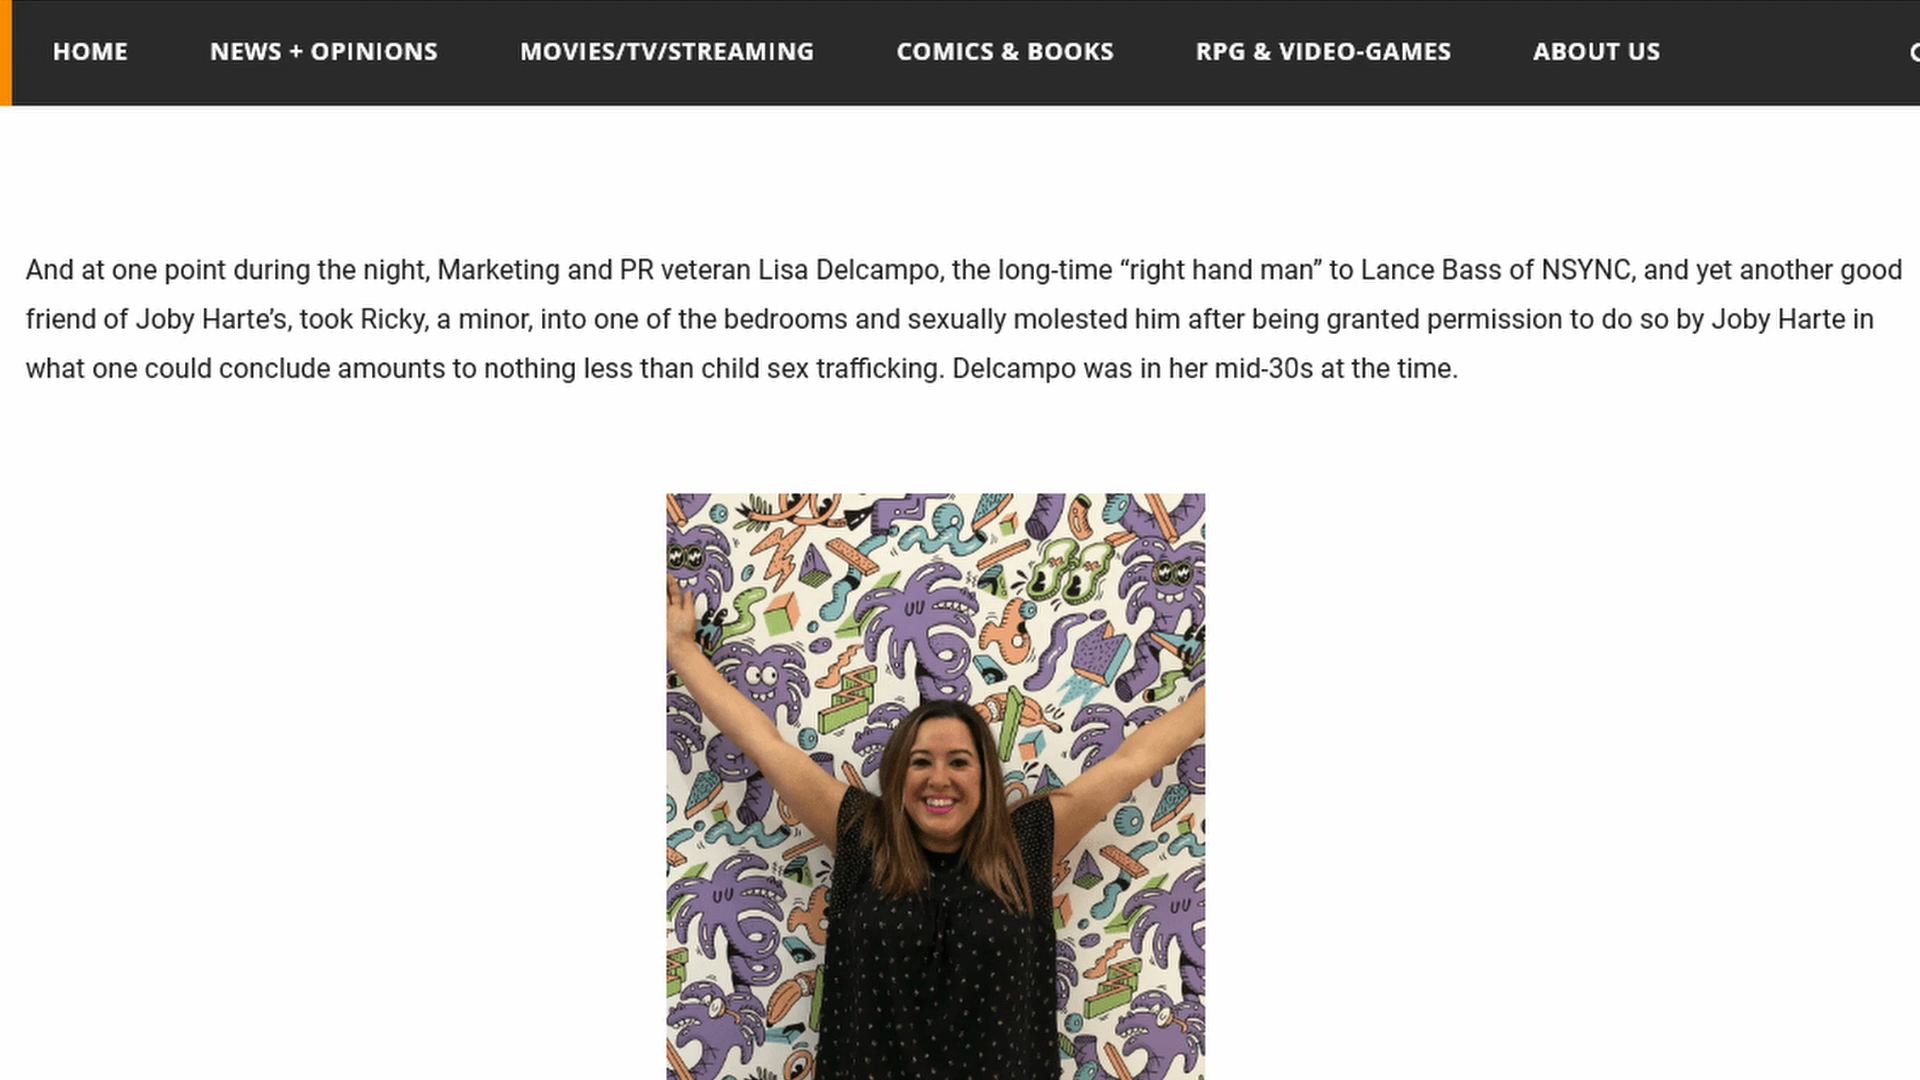 HOME NEWS + OPINIONS MOVIES/TV/STREAMING COMICS & BOOKS RPG & VIDEO-GAMES ABOUT US
And at one point during the night, Marketing and PR veteran Lisa Delcampo, the long-time “right hand man” to Lance Bass of NSYNC, and yet another good
friend of Joby Harte’s, took Ricky, a minor, into one of the bedrooms and sexually molested him after being granted permission to do so by Joby Harte in
what one could conclude amounts to nothing less than child sex trafficking. Delcampo was in her mid-30s at the time.